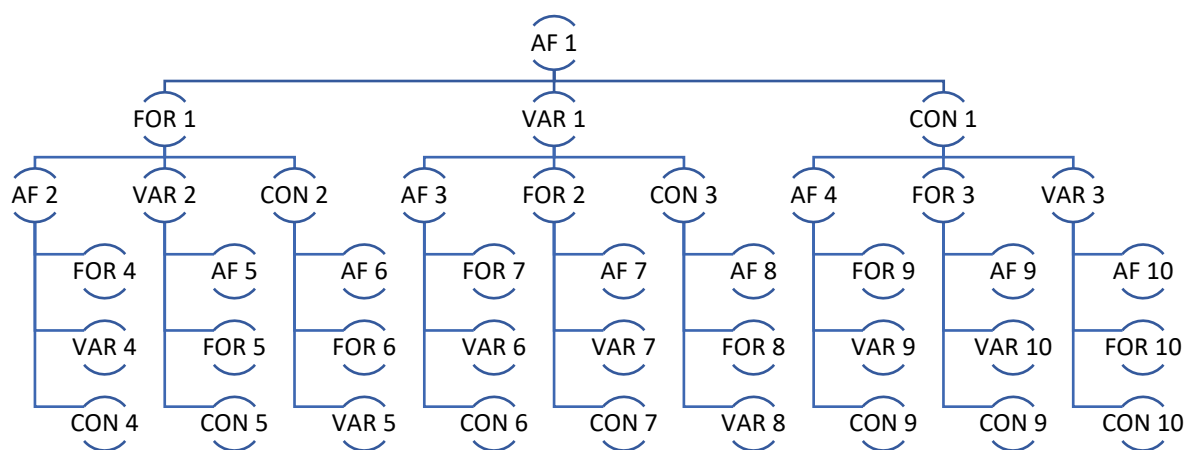 AF 1
FOR 1 VAR 1 CON 1
AF 2 VAR 2 CON 2 AF 3 FOR 2 CON 3 AF 4 FOR 3 VAR 3
FOR 4 AF 5 AF 6 FOR 7 AF 7 AF 8 FOR 9 AF 9 AF 10
VAR 4 FOR 5 FOR 6 VAR 6 VAR 7 FOR 8 VAR 9 VAR 10 FOR 10
CON 4 CON 5 VAR 5 CON 6 CON 7 VAR 8 CON 9 CON 9 CON 10